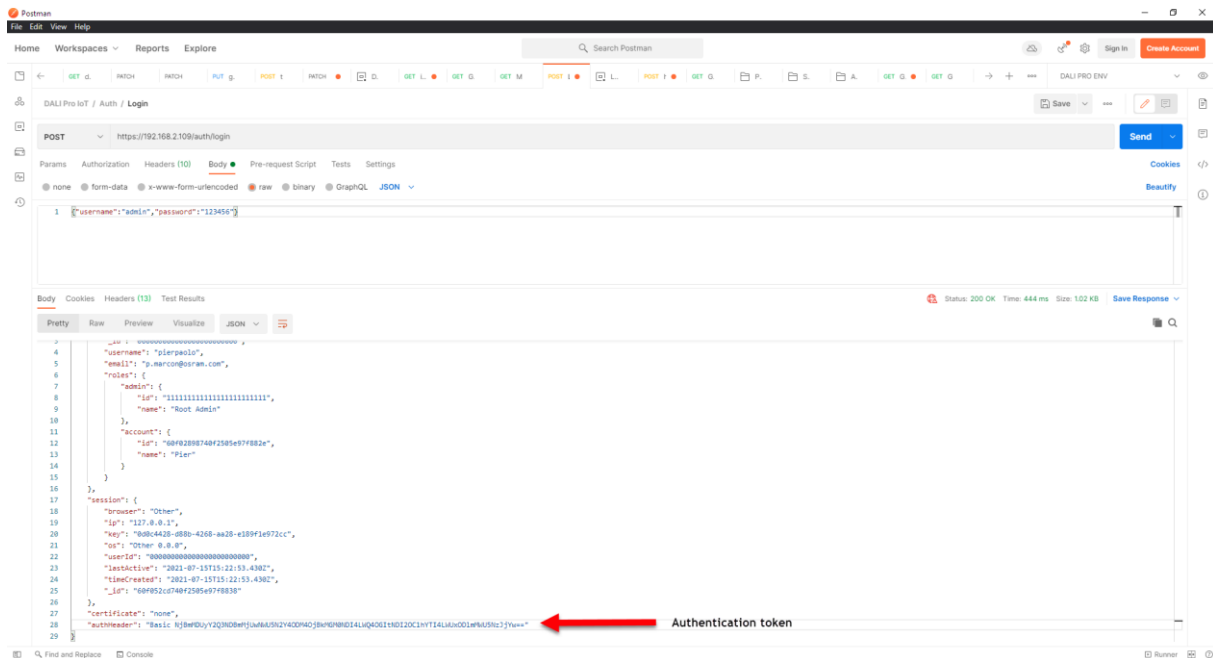 Postman
File Edit View Help
Home Workspaces Reports Explore Search Postman Sign In Create Account
GET d. PATCH PATCH PUT g. POST t PATCH D. GET L. GET G. GET M POST l L.. POST f GET G. P. S. A. GET G. GET G DALI PRO ENV
DALI Pro IoT / Auth / Login Save
POST https://192.168.2.109/auth/login Send
Params Authorization Headers (10) Body Pre-request Script Tests Settings Cookies
none form-data x-www-form-urlencoded raw binary GraphQL JSON Beautify
1 {"username":"admin","password":"123456"}
Body Cookies Headers (13) Test Results Status: 200 OK Time: 444 ms Size: 1.02 KB Save Response
Pretty Raw Preview Visualize JSON
4 "username": "pierpaolo",
5 "email": "p.marcon@osram.com",
6 "roles": {
7 "admin": {
8 "id": "111111111111111111111111",
9 "name": "Root Admin"
10 },
11 "account": {
12 "id": "60f02898740f2505e97f882e",
13 "name": "Pier"
14 }
15 }
16 },
17 "session": {
18 "browser": "Other",
19 "ip": "127.0.0.1",
20 "key": "0d0c4428-d88b-4268-aa28-e189f1e972cc",
21 "os": "Other 0.0.0",
22 "userId": "000000000000000000000000",
23 "lastActive": "2021-07-15T15:22:53.430Z",
24 "timeCreated": "2021-07-15T15:22:53.430Z",
25 "_id": "60f052cd740f2505e97f8838"
26 },
27 "certificate": "none",
28 "authHeader": "Basic
Authentication token
29 }
Find and Replace Console Runner